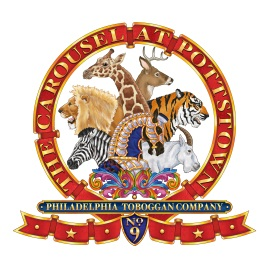 THE CAROUSEL AT POTTSTOWN
PHILADELPHIA TOBOGGAN COMPANY
NO
9